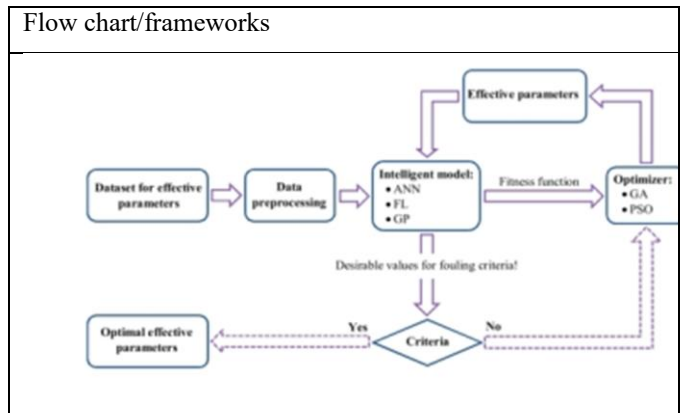 Flow chart/frameworks
Effective parameters
Dataset for effective
parameters
Data
preprocessing
Intelligent model:
• ANN
• FL
• GP
Fitness function
Optimizer:
• GA
• PSO
Desirable values for fouling criteria!
Optimal effective
parameters
Yes
Criteria
No